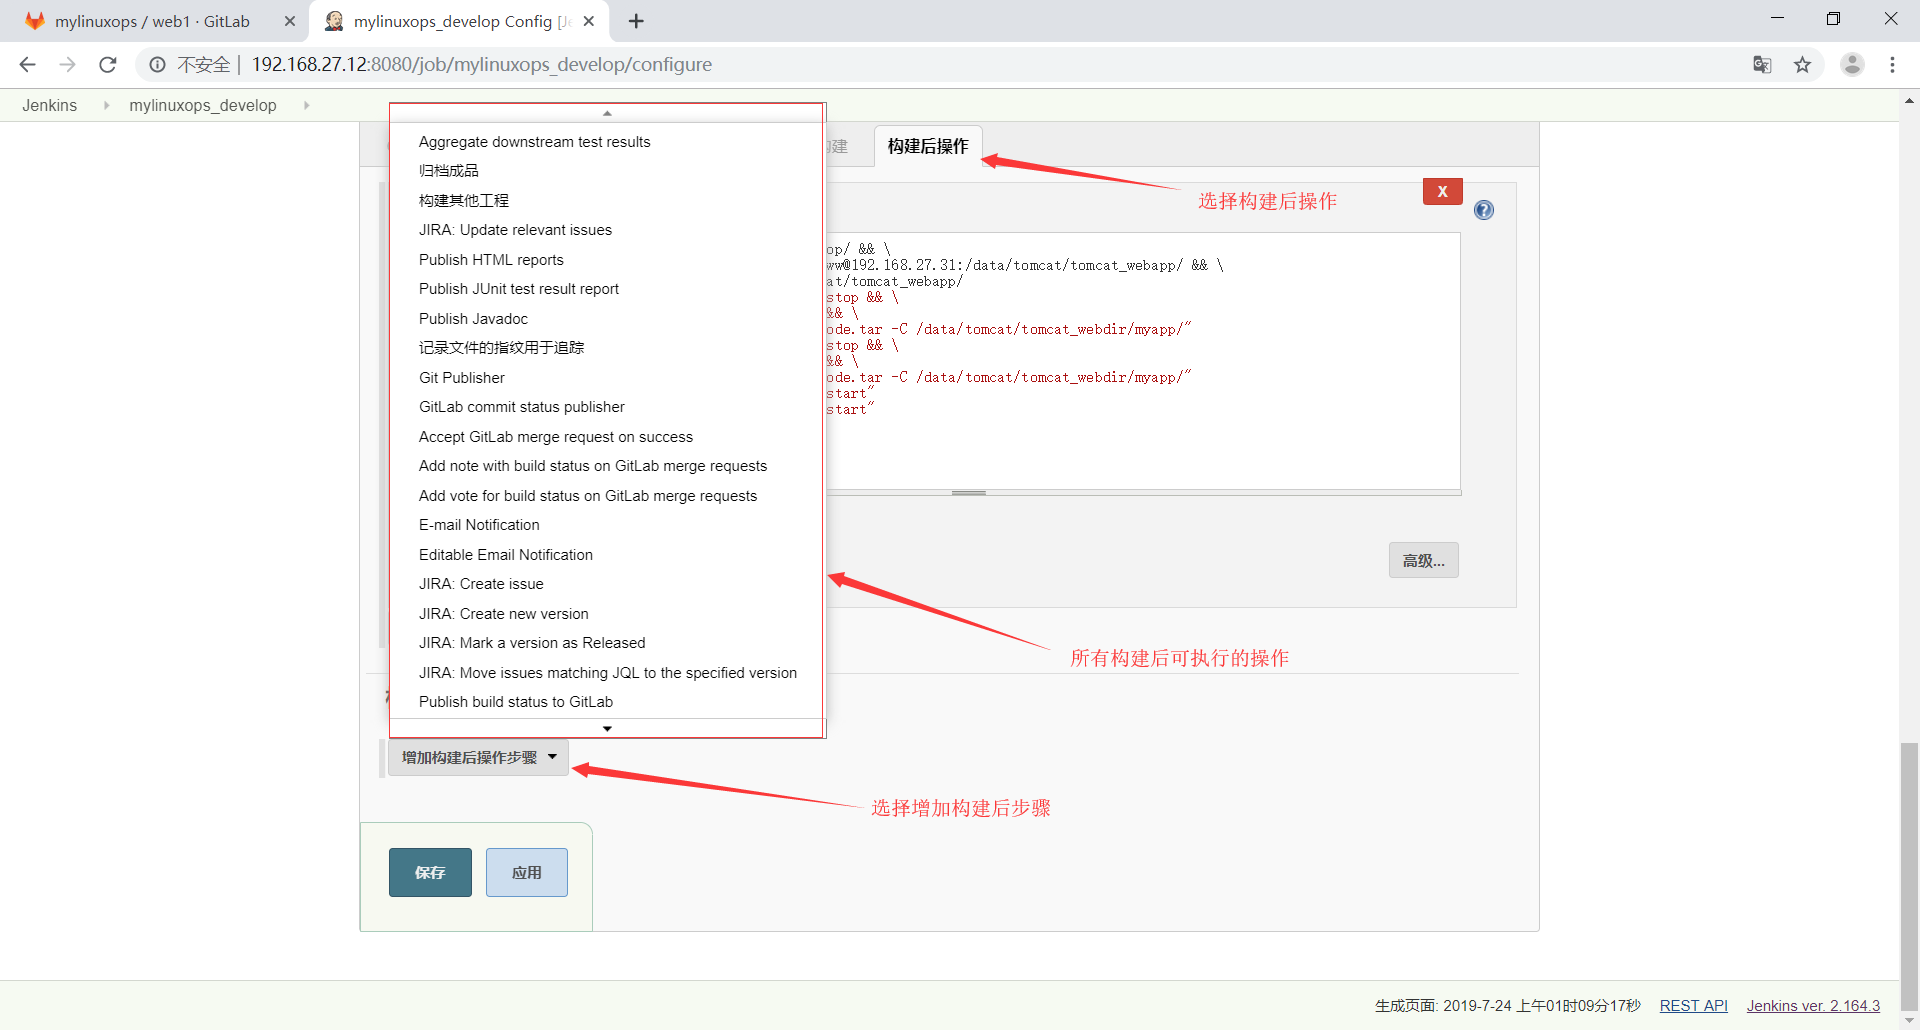 mylinuxops / web1 · GitLab
mylinuxops_develop Config [Je
不安全 | 192.168.27.12:8080/job/mylinuxops_develop/configure
Jenkins
mylinuxops_develop
构建
构建后操作
选择构建后操作
X
?
Aggregate downstream test results
归档成品
构建其他工程
JIRA: Update relevant issues
Publish HTML reports
Publish JUnit test result report
Publish Javadoc
记录文件的指纹用于追踪
Git Publisher
GitLab commit status publisher
Accept GitLab merge request on success
Add note with build status on GitLab merge requests
Add vote for build status on GitLab merge requests
E-mail Notification
Editable Email Notification
JIRA: Create issue
JIRA: Create new version
JIRA: Mark a version as Released
JIRA: Move issues matching JQL to the specified version
Publish build status to GitLab
op/ && \
ww@192.168.27.31:/data/tomcat/tomcat_webapp/ && \
at/tomcat_webapp/
stop && \
&& \
ode.tar -C /data/tomcat/tomcat_webdir/myapp/"
stop && \
&& \
ode.tar -C /data/tomcat/tomcat_webdir/myapp/"
start"
start"
高级...
所有构建后可执行的操作
增加构建后操作步骤
选择增加构建后步骤
保存
应用
生成页面: 2019-7-24 上午01时09分17秒
REST API
Jenkins ver. 2.164.3